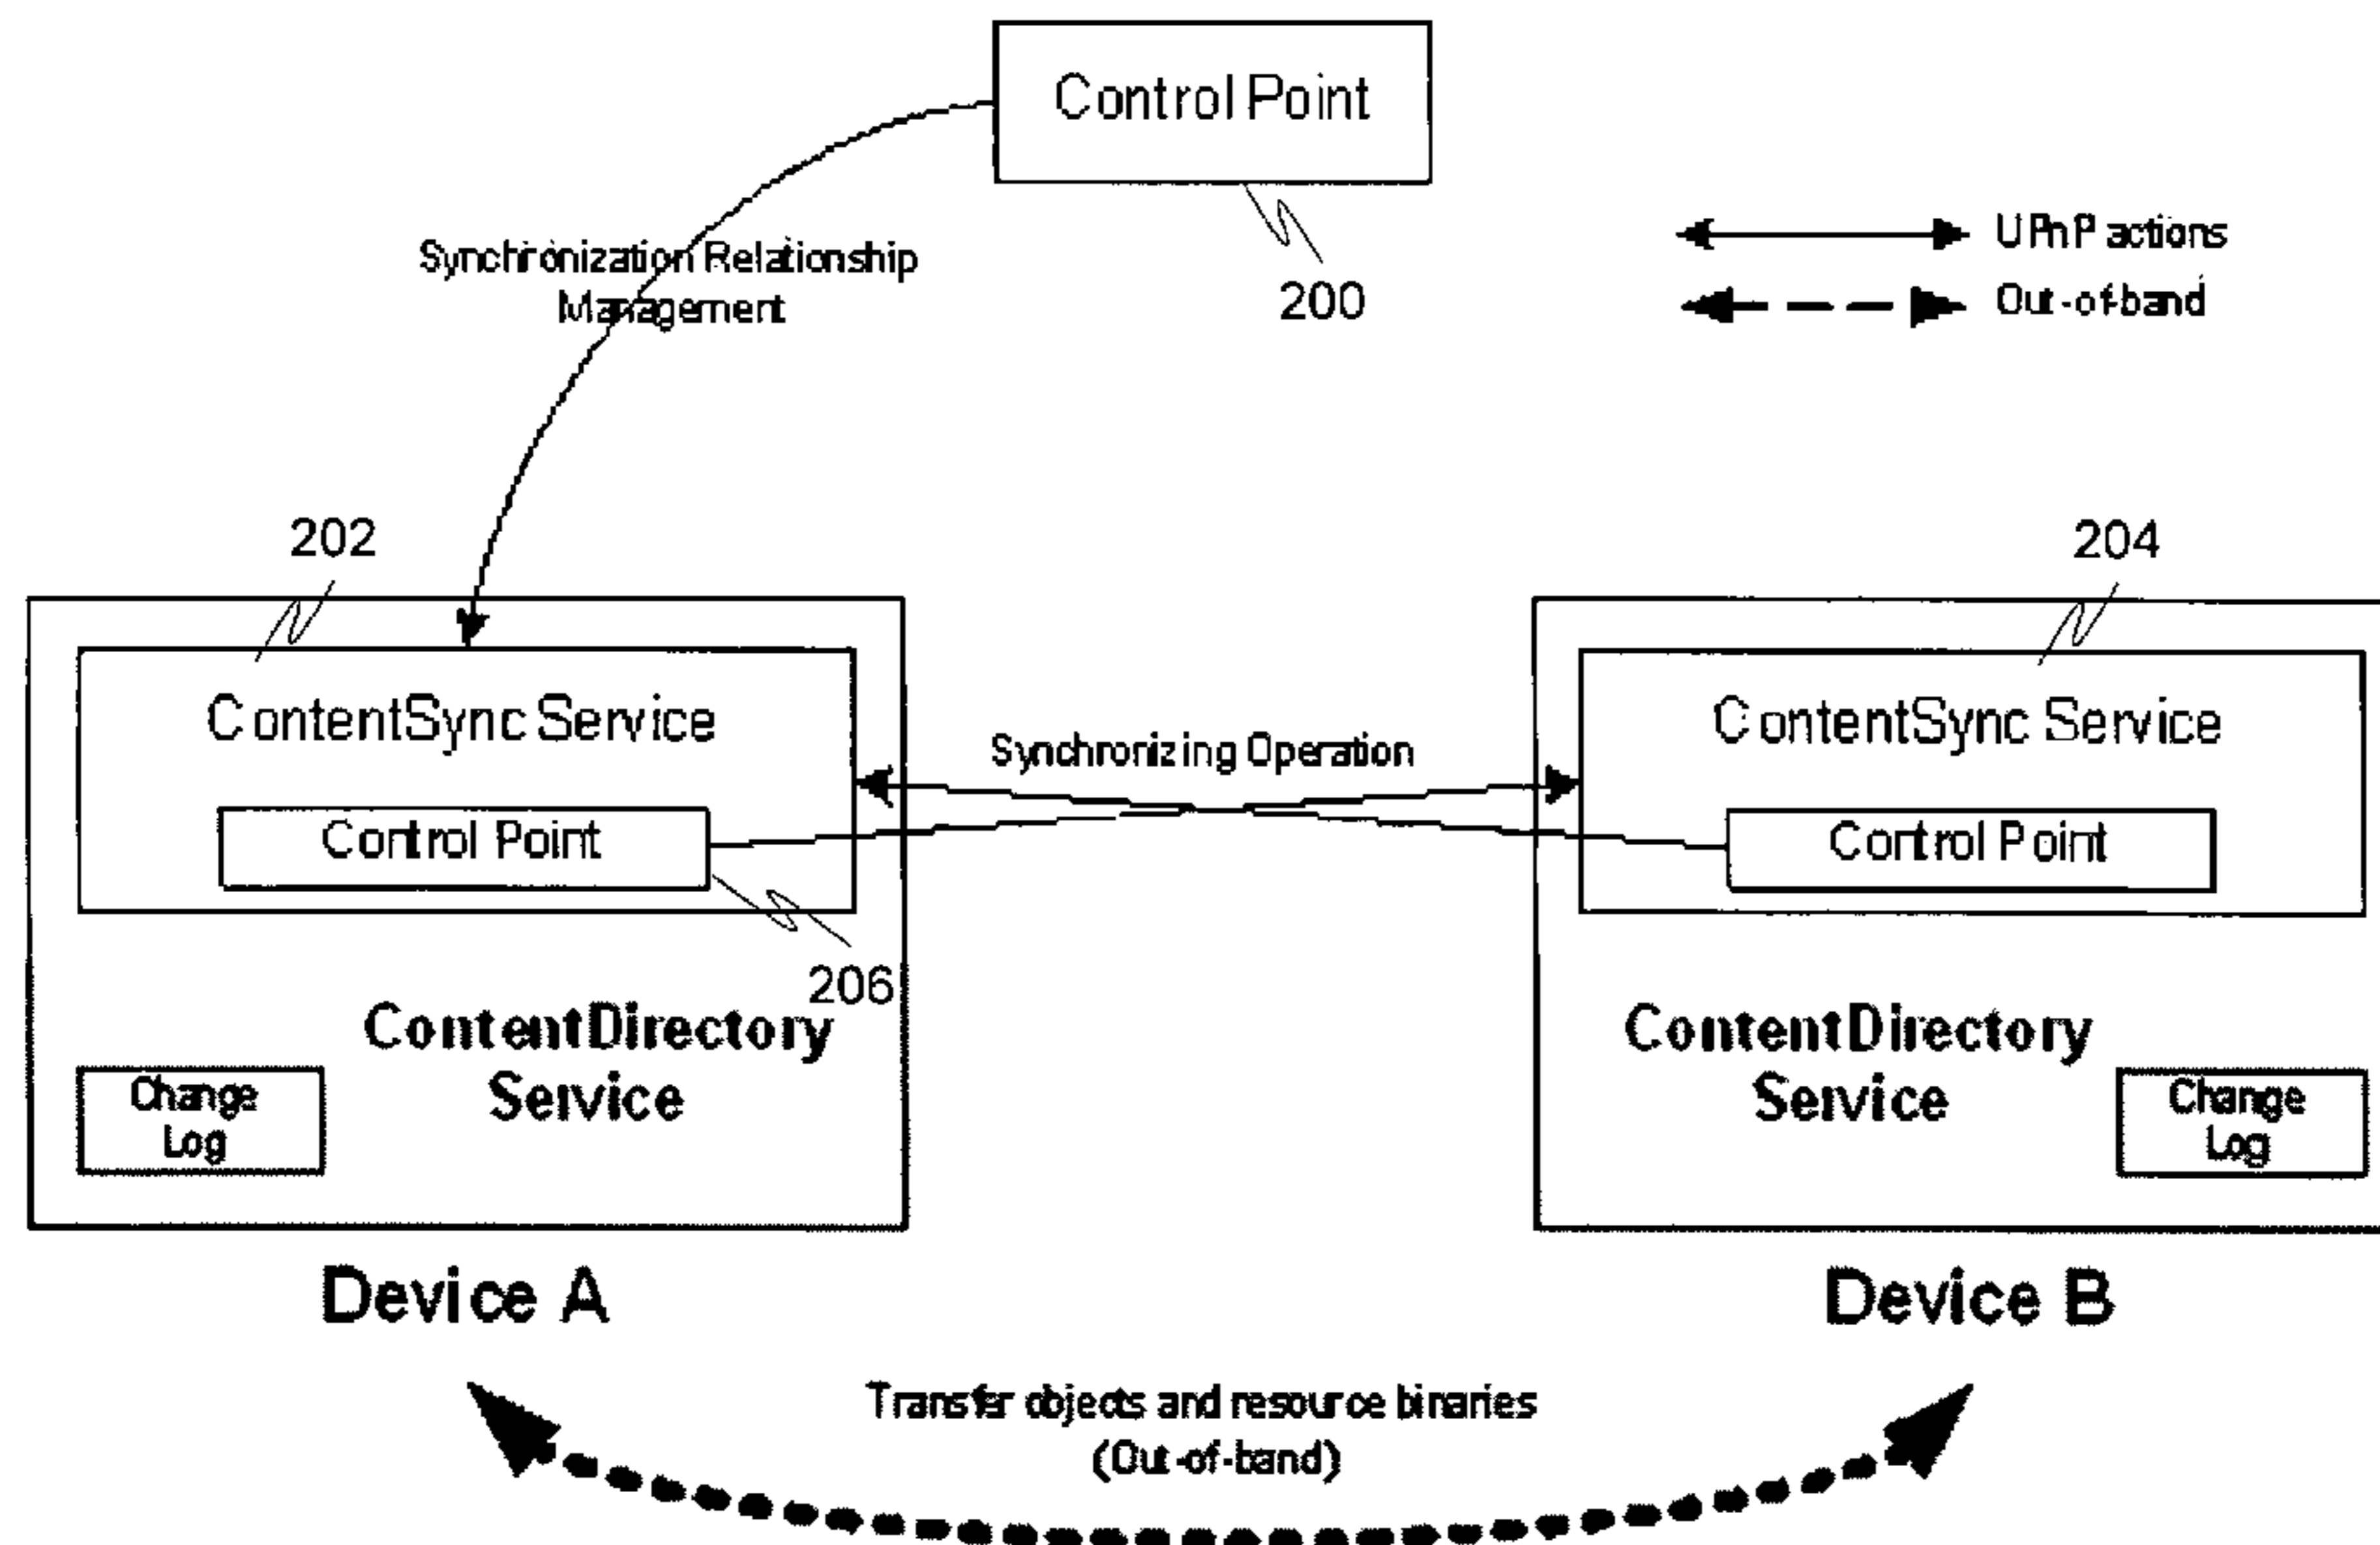 Control Point
Synchronization Relationship
Management
200
UPnP actions
Out-of-band
202
204
ContentSync Service
ContentSync Service
Synchronizing Operation
Control Point
Control Point
206
ContentDirectory
Service
ContentDirectory
Service
Change
Log
Change
Log
Device A
Device B
Transfer objects and resource binaries
(Out-of-band)